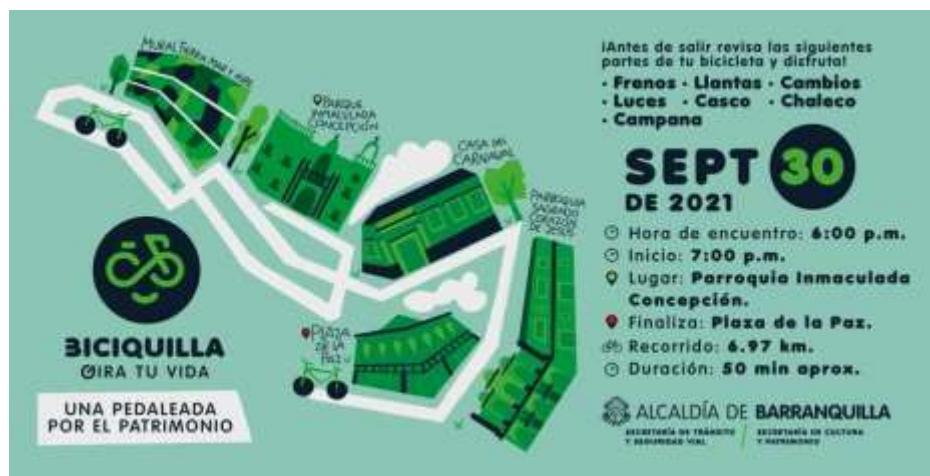 MURAL TIERRA MAR Y AIRE
PARQUE
INMACULADA
CONCEPCIÓN
CASA DEL
CARNAVAL
PARROQUIA
SAGRADO
CORAZÓN
DE JESÚS
PLAZA
DE LA
PAZ
BICIQUILLA
GIRA TU VIDA
UNA PEDALEADA
POR EL PATRIMONIO
¡Antes de salir revisa las siguientes
partes de tu bicicleta y disfruta!
· Frenos · Llantas · Cambios
· Luces · Casco · Chaleco
· Campana
SEPT 30
DE 2021
Hora de encuentro: 6:00 p.m.
Inicio: 7:00 p.m.
Lugar: Parroquia Inmaculada
Concepción.
Finaliza: Plaza de la Paz.
Recorrido: 6.97 km.
Duración: 50 min aprox.
ALCALDÍA DE BARRANQUILLA
SECRETARÍA DE TRÁNSITO
Y SEGURIDAD VIAL
SECRETARÍA DE CULTURA
Y PATRIMONIO